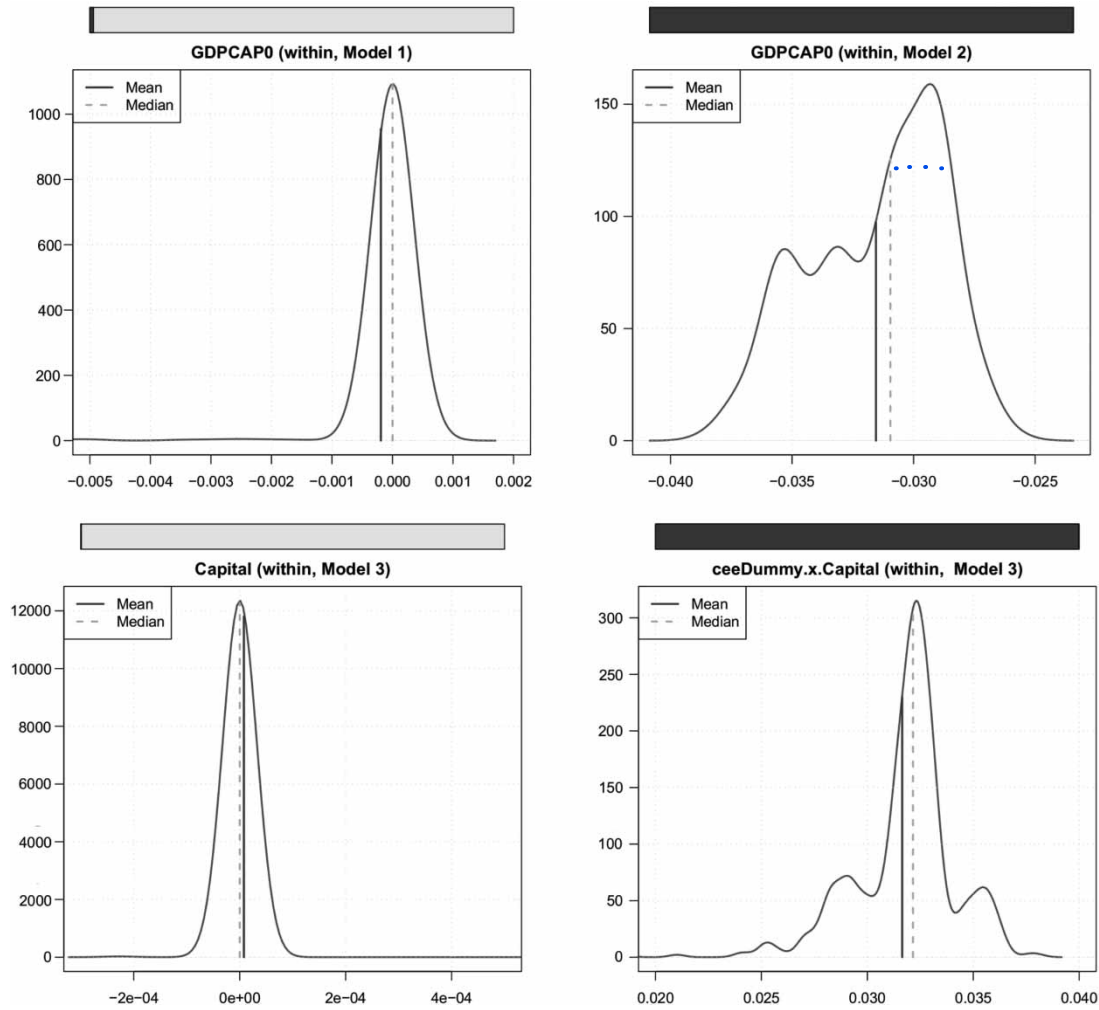 GDPCAP0 (within, Model 1)
Mean
Median
1000
800
600
400
200
0
−0.005 −0.004 −0.003 −0.002 −0.001 0.000 0.001 0.002
GDPCAP0 (within, Model 2)
Mean
Median
150
100
50
0
−0.040 −0.035 −0.030 −0.025
Capital (within, Model 3)
Mean
Median
12000
10000
8000
6000
4000
2000
0
−2e−04 0e+00 2e−04 4e−04
ceeDummy.x.Capital (within, Model 3)
Mean
Median
300
250
200
150
100
50
0
0.020 0.025 0.030 0.035 0.040